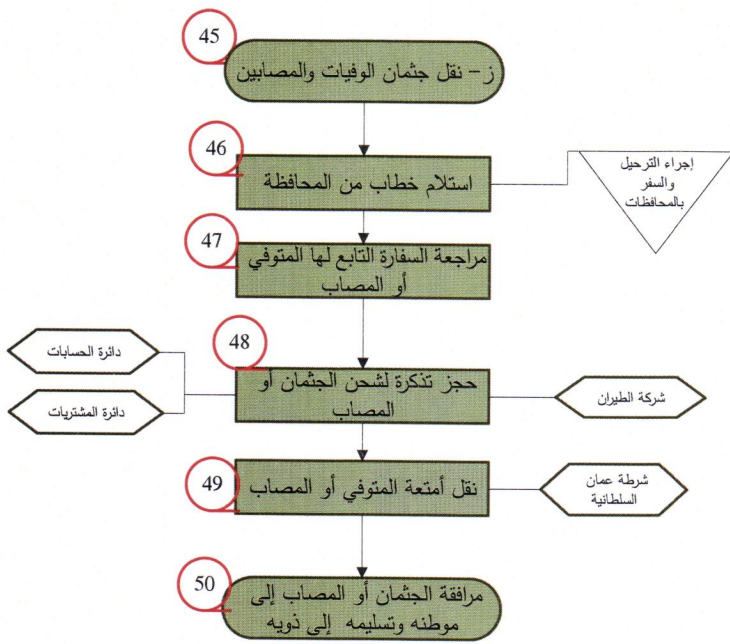 45
ز- نقل جثمان الوفيات والمصابين
46
استلام خطاب من المحافظة
إجراء الترحيل
والسفر
بالمحافظات
47
مراجعة السفارة التابع لها المتوفي
أو المصاب
48
حجز تذكرة لشحن الجثمان أو
المصاب
شركة الطيران
دائرة الحسابات
دائرة المشتريات
49
نقل أمتعة المتوفي أو المصاب
شرطة عمان
السلطانية
50
مرافقة الجثمان أو المصاب إلى
موطنه وتسليمه إلى ذويه